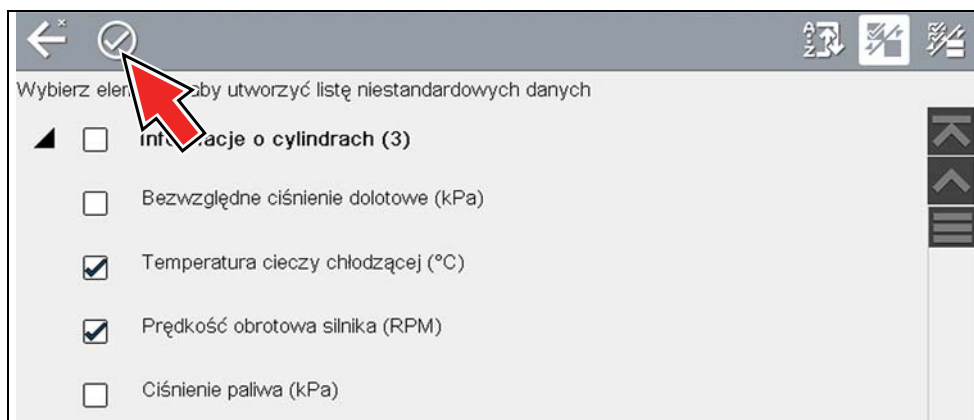 A
Z
Wybierz aby utworzyć listę niestandardowych danych
o cylindrach (3)
Bezwzględne ciśnienie dolotowe (kPa)
Temperatura cieczy chłodzącej (°C)
Prędkość obrotowa silnika (RPM)
Ciśnienie paliwa (kPa)